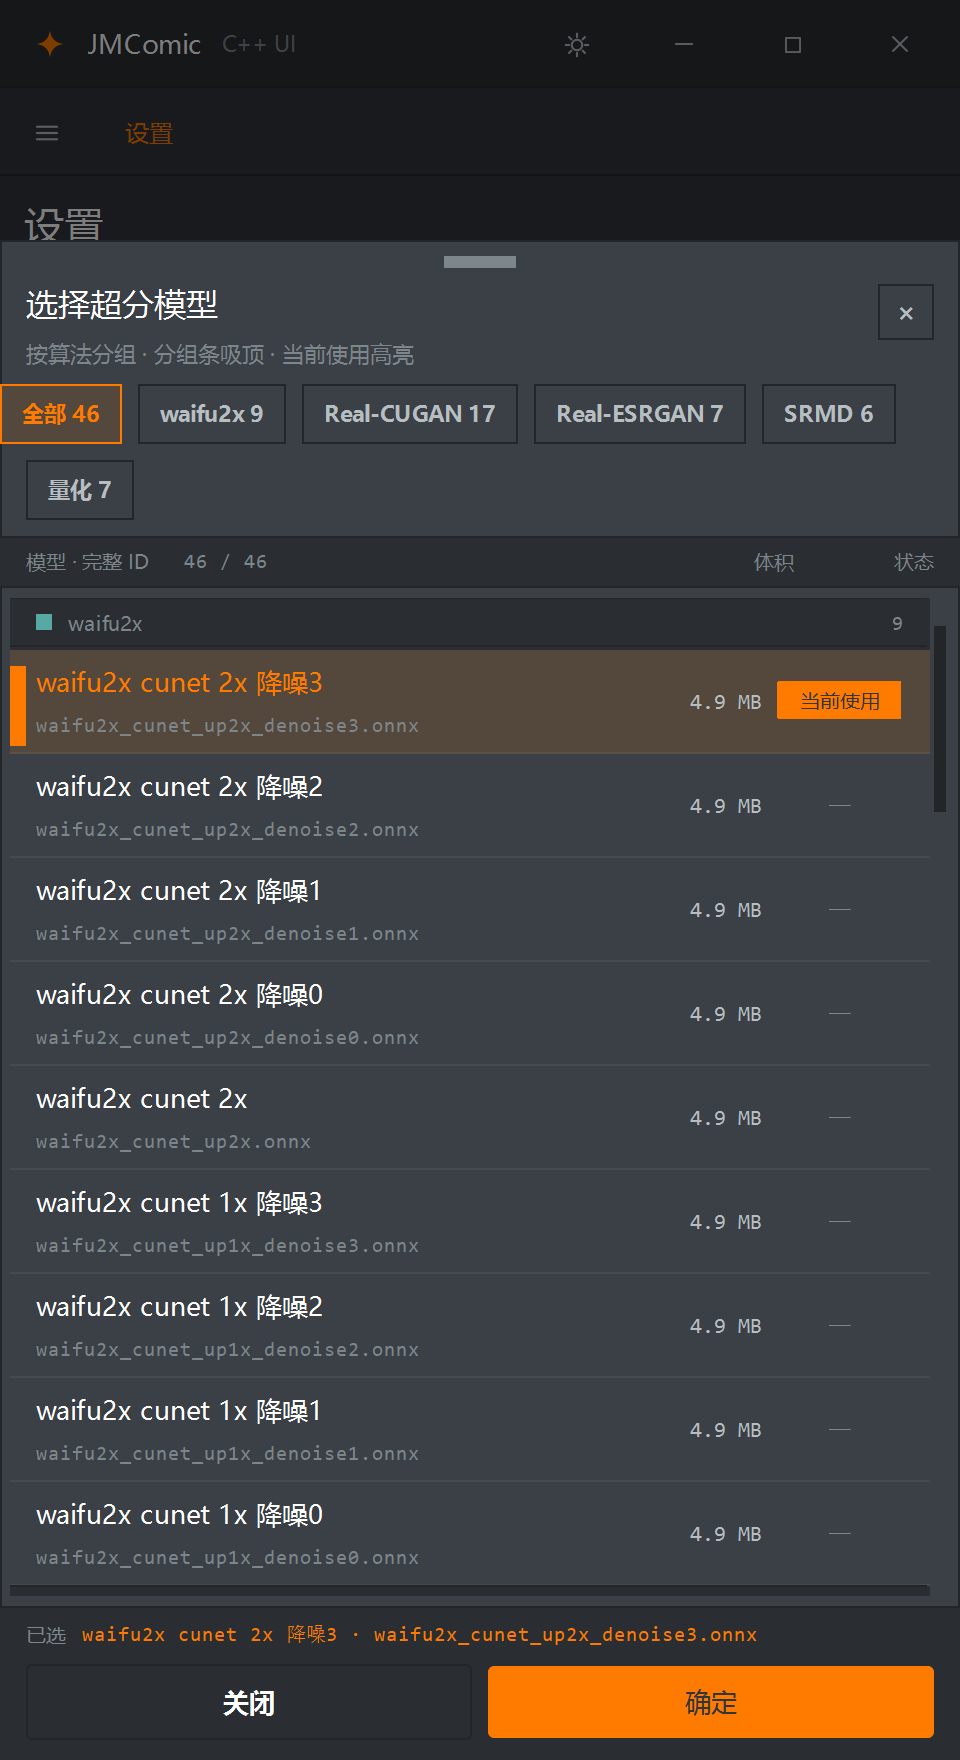 JMComic C++ UI
设置
设置
选择超分模型
×
按算法分组 · 分组条吸顶 · 当前使用高亮
全部 46 waifu2x 9 Real-CUGAN 17 Real-ESRGAN 7 SRMD 6
量化 7
模型 · 完整 ID 46 / 46 体积 状态
waifu2x 9
waifu2x cunet 2x 降噪3
waifu2x_cunet_up2x_denoise3.onnx
4.9 MB 当前使用
waifu2x cunet 2x 降噪2
waifu2x_cunet_up2x_denoise2.onnx
4.9 MB —
waifu2x cunet 2x 降噪1
waifu2x_cunet_up2x_denoise1.onnx
4.9 MB —
waifu2x cunet 2x 降噪0
waifu2x_cunet_up2x_denoise0.onnx
4.9 MB —
waifu2x cunet 2x
waifu2x_cunet_up2x.onnx
4.9 MB —
waifu2x cunet 1x 降噪3
waifu2x_cunet_up1x_denoise3.onnx
4.9 MB —
waifu2x cunet 1x 降噪2
waifu2x_cunet_up1x_denoise2.onnx
4.9 MB —
waifu2x cunet 1x 降噪1
waifu2x_cunet_up1x_denoise1.onnx
4.9 MB —
waifu2x cunet 1x 降噪0
waifu2x_cunet_up1x_denoise0.onnx
4.9 MB —
已选 waifu2x cunet 2x 降噪3 · waifu2x_cunet_up2x_denoise3.onnx
关闭 确定